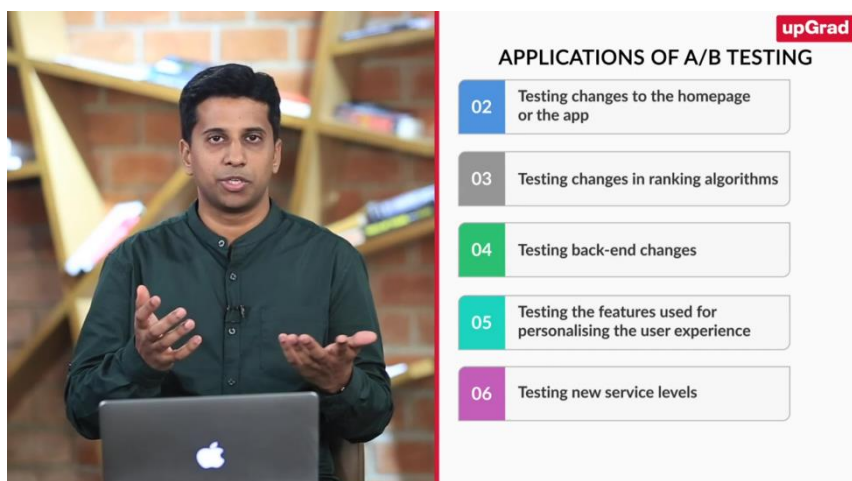 upGrad
APPLICATIONS OF A/B TESTING
02
Testing changes to the homepage
or the app
03
Testing changes in ranking algorithms
04
Testing back-end changes
05
Testing the features used for
personalising the user experience
06
Testing new service levels